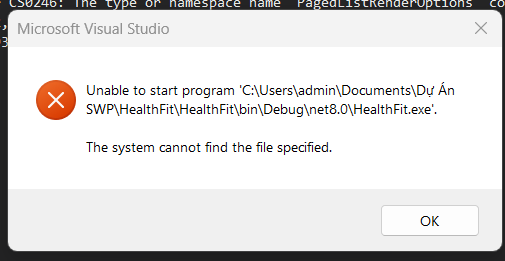 CS0246: The type or namespace name 'PagedListRenderOptions' co
Microsoft Visual Studio
Unable to start program 'C:\Users\admin\Documents\Dự Án
SWP\HealthFit\HealthFit\bin\Debug\net8.0\HealthFit.exe'.
The system cannot find the file specified.
OK